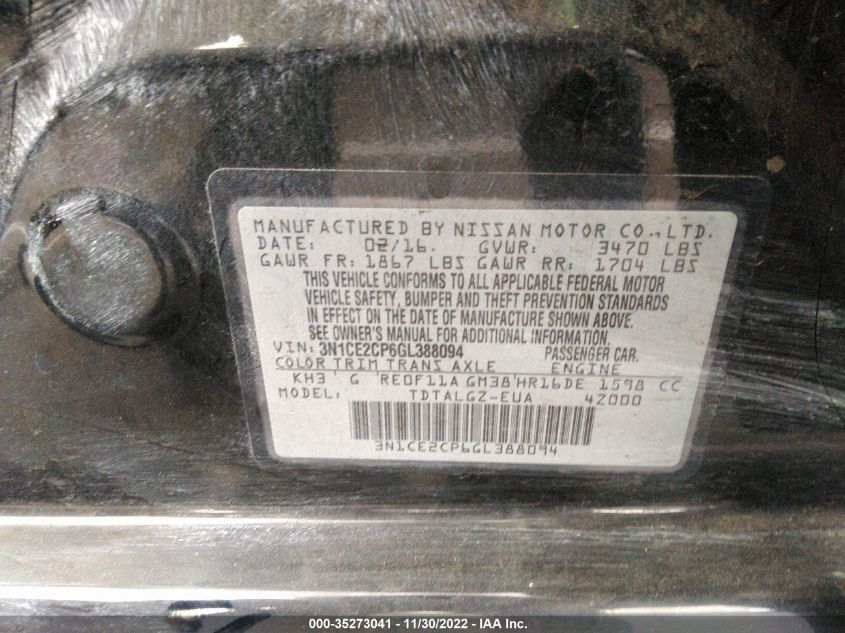 MANUFACTURED BY NISSAN MOTOR CO.,LTD.
DATE: 02/16. GVWR: 3470 LBS
GAWR FR: 1867 LBS GAWR RR: 1704 LBS
THIS VEHICLE CONFORMS TO ALL APPLICABLE FEDERAL MOTOR
VEHICLE SAFETY, BUMPER AND THEFT PREVENTION STANDARDS
IN EFFECT ON THE DATE OF MANUFACTURE SHOWN ABOVE.
SEE OWNER'S MANUAL FOR ADDITIONAL INFORMATION.
VIN: 3N1CE2CP6GL388094 PASSENGER CAR.
COLOR TRIM TRANS AXLE ENGINE
KH3 G RE0F11A GM38 HR16DE 1598 CC
MODEL: TDTALGZ-EUA 4Z000
3N1CE2CP6GL388094
000-35273041 - 11/30/2022 - IAA Inc.